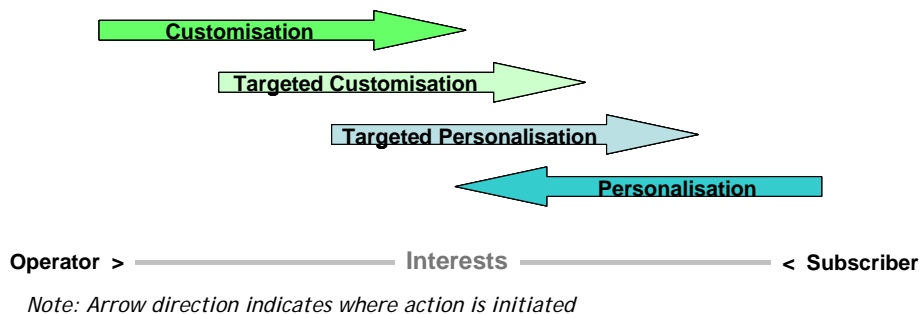 Customisation
Targeted Customisation
Targeted Personalisation
Personalisation
Operator > Interests < Subscriber
Note: Arrow direction indicates where action is initiated